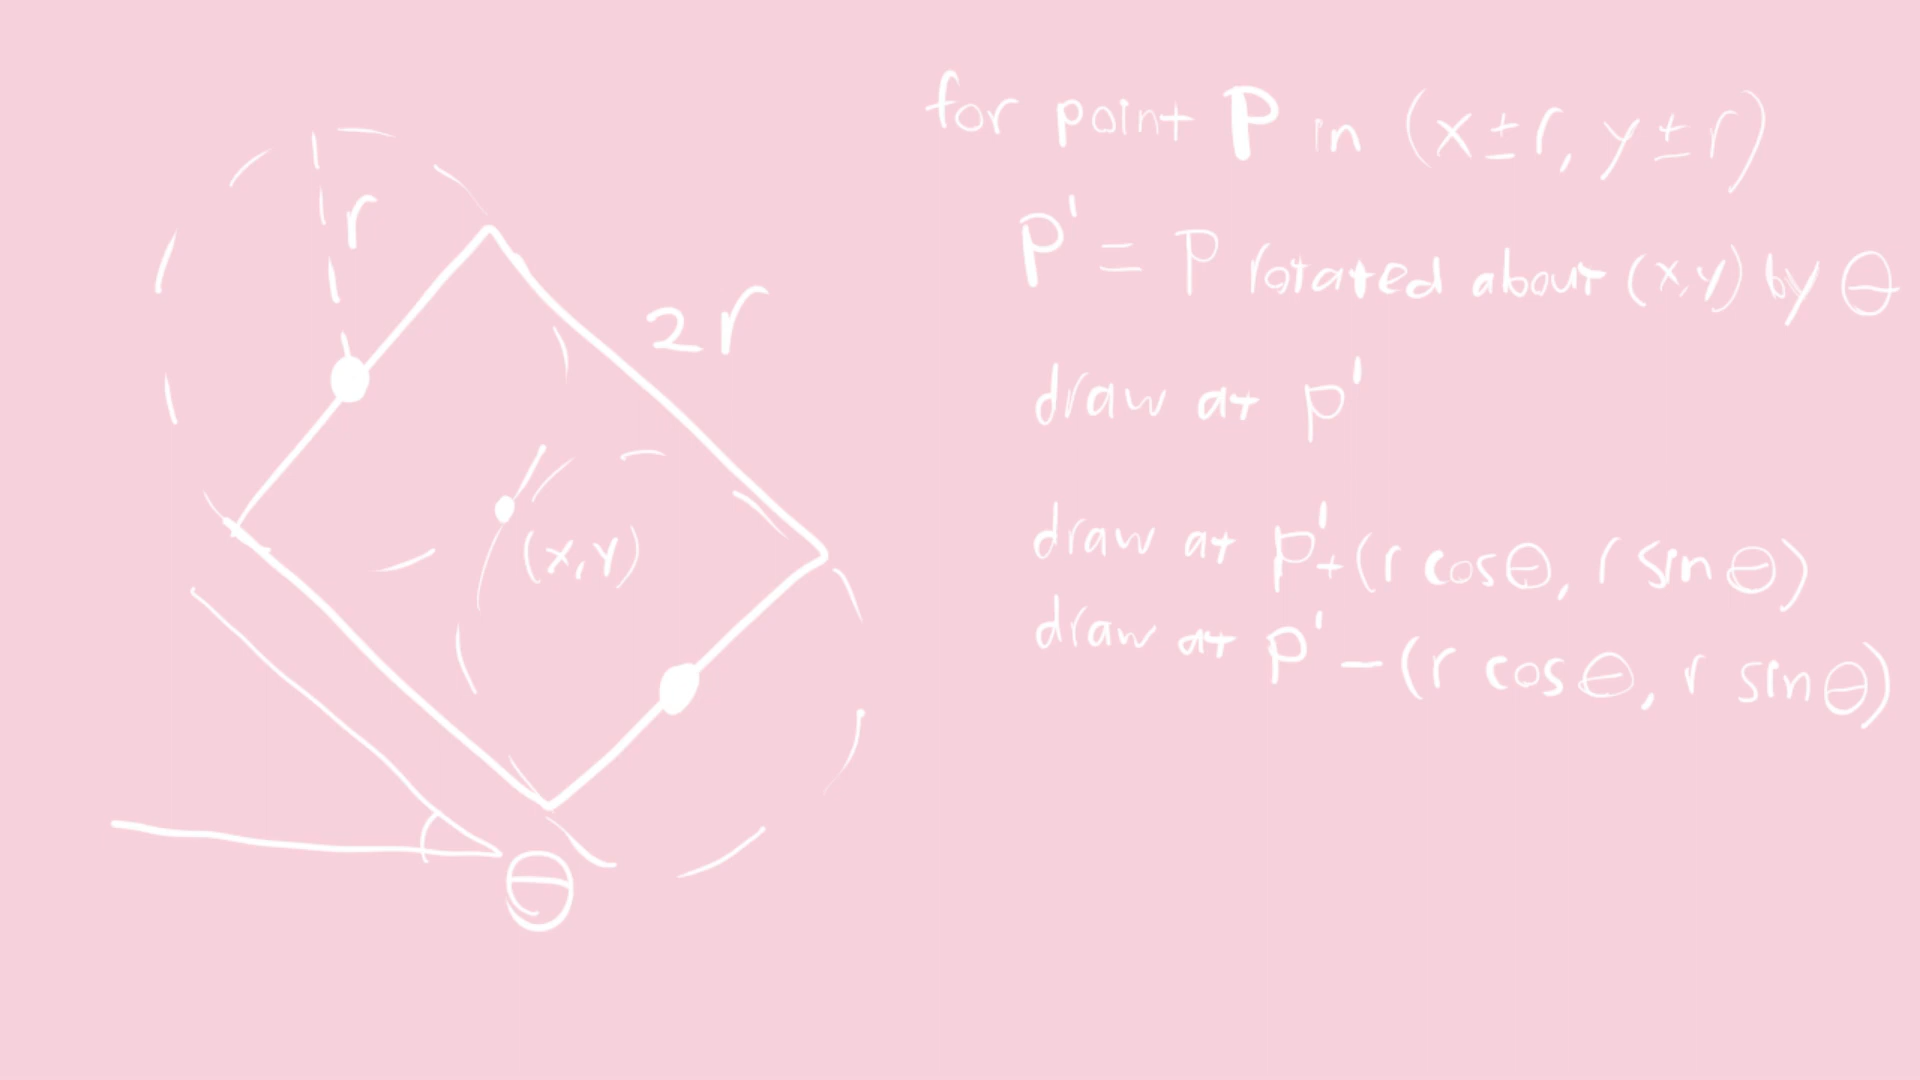 for point P in (x±r, y±r)
P' = P rotated about (x,y) by θ
draw at P'
draw at P'+(r cosθ, r sinθ)
draw at P'-(r cosθ, r sinθ)
r
2r
(x,y)
θ